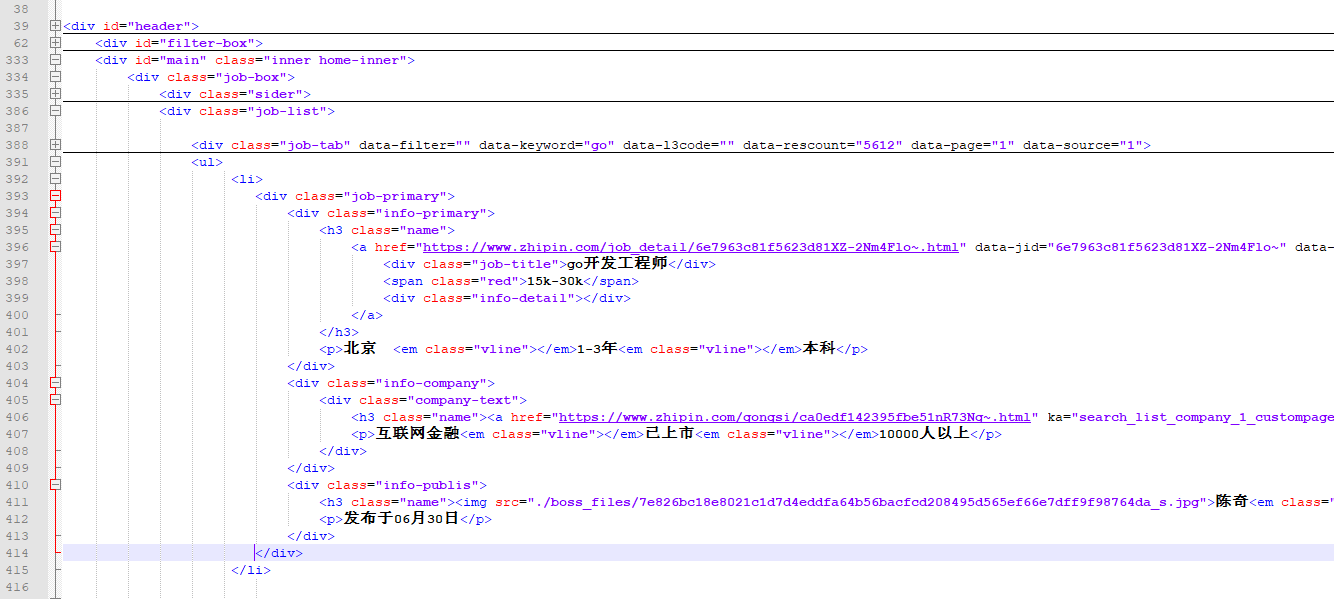 38
39 <div id="header">
62 <div id="filter-box">
333 <div id="main" class="inner home-inner">
334 <div class="job-box">
335 <div class="sider">
386 <div class="job-list">
387
388 <div class="job-tab" data-filter="" data-keyword="go" data-l3code="" data-rescount="5612" data-page="1" data-source="1">
391 <ul>
392 <li>
393 <div class="job-primary">
394 <div class="info-primary">
395 <h3 class="name">
396 <a href="https://www.zhipin.com/job_detail/6e7963c81f5623d81XZ-2Nm4Flo~.html" data-jid="6e7963c81f5623d81XZ-2Nm4Flo~" data-
397 <div class="job-title">go开发工程师</div>
398 <span class="red">15k-30k</span>
399 <div class="info-detail"></div>
400 </a>
401 </h3>
402 <p>北京 <em class="vline"></em>1-3年<em class="vline"></em>本科</p>
403 </div>
404 <div class="info-company">
405 <div class="company-text">
406 <h3 class="name"><a href="https://www.zhipin.com/gongsi/ca0edf142395fbe51nR73Ng~.html" ka="search_list_company_1_custompage
407 <p>互联网金融<em class="vline"></em>已上市<em class="vline"></em>10000人以上</p>
408 </div>
409 </div>
410 <div class="info-publis">
411 <h3 class="name"><img src="./boss_files/7e826bc18e8021c1d7d4eddfa64b56bacfcd208495d565ef66e7dff9f98764da_s.jpg">陈奇<em class="
412 <p>发布于06月30日</p>
413 </div>
414 </div>
415 </li>
416